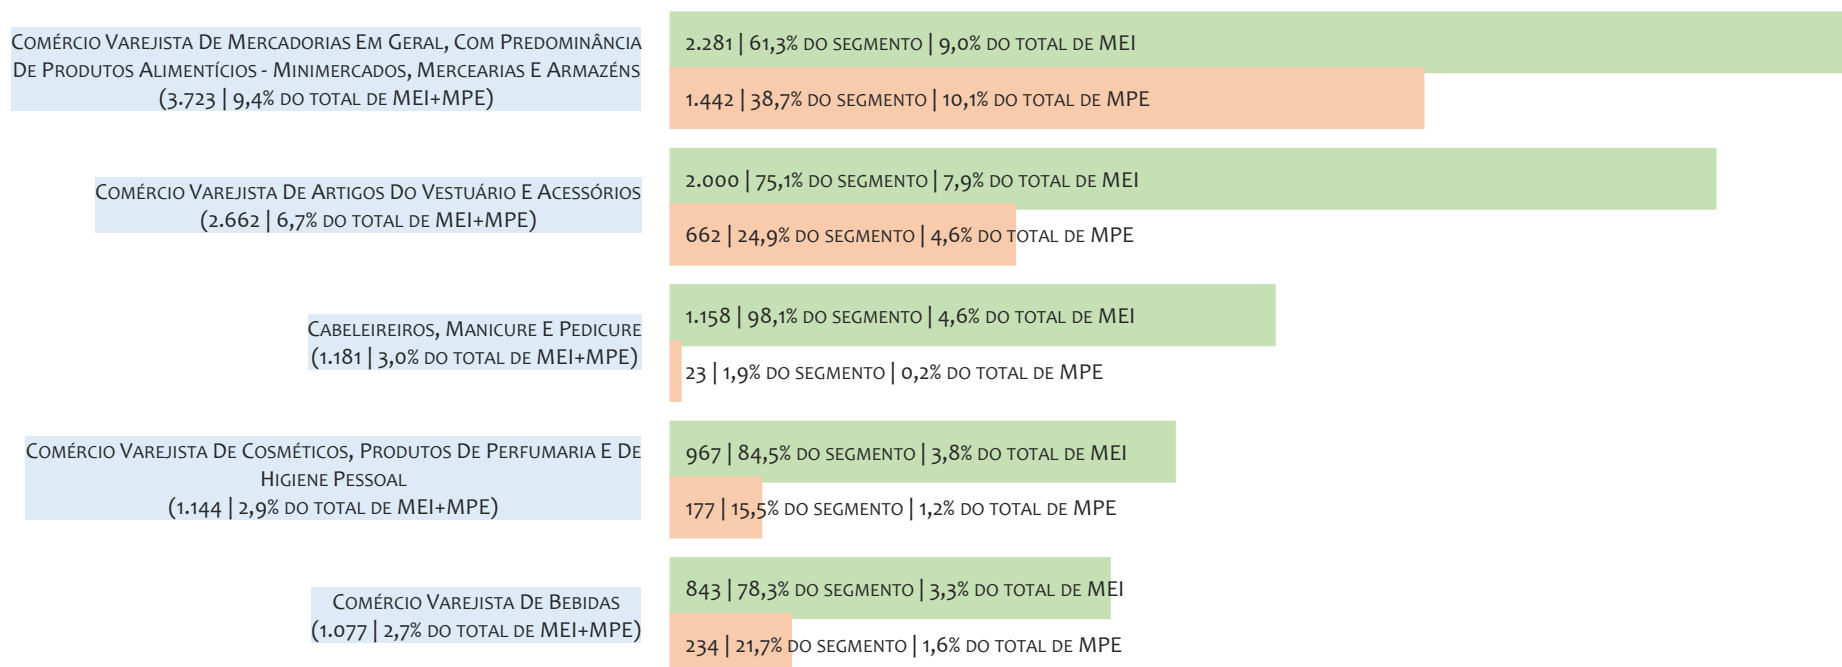 Comércio Varejista De Mercadorias Em Geral, Com Predominância
De Produtos Alimentícios - Minimercados, Mercearias E Armazéns
(3.723 | 9,4% do total de MEI+MPE)
2.281 | 61,3% do segmento | 9,0% do total de MEI
1.442 | 38,7% do segmento | 10,1% do total de MPE
Comércio Varejista De Artigos Do Vestuário E Acessórios
(2.662 | 6,7% do total de MEI+MPE)
2.000 | 75,1% do segmento | 7,9% do total de MEI
662 | 24,9% do segmento | 4,6% do total de MPE
Cabeleireiros, Manicure E Pedicure
(1.181 | 3,0% do total de MEI+MPE)
1.158 | 98,1% do segmento | 4,6% do total de MEI
23 | 1,9% do segmento | 0,2% do total de MPE
Comércio Varejista De Cosméticos, Produtos De Perfumaria E De
Higiene Pessoal
(1.144 | 2,9% do total de MEI+MPE)
967 | 84,5% do segmento | 3,8% do total de MEI
177 | 15,5% do segmento | 1,2% do total de MPE
Comércio Varejista De Bebidas
(1.077 | 2,7% do total de MEI+MPE)
843 | 78,3% do segmento | 3,3% do total de MEI
234 | 21,7% do segmento | 1,6% do total de MPE